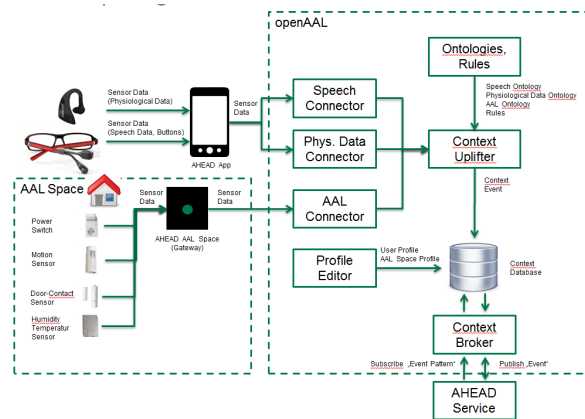 openAAL
Sensor Data
(Physiological Data)
Sensor Data
(Speech Data, Buttons)
AHEAD App
Sensor
Data
Speech
Connector
Phys. Data
Connector
AAL
Connector
Ontologies,
Rules
Speech Ontology
Physiological Data Ontology
AAL Ontology
Rules
Context
Uplifter
Context
Event
AAL Space
Power
Switch
Motion
Sensor
Door-Contact
Sensor
Humidity
Temperatur
Sensor
Sensor
Data
AHEAD AAL Space
(Gateway)
Sensor
Data
Profile
Editor
User Profile
AAL Space Profile
Context
Database
Context
Broker
Subscribe „Event Pattern“
Publish „Event“
AHEAD
Service